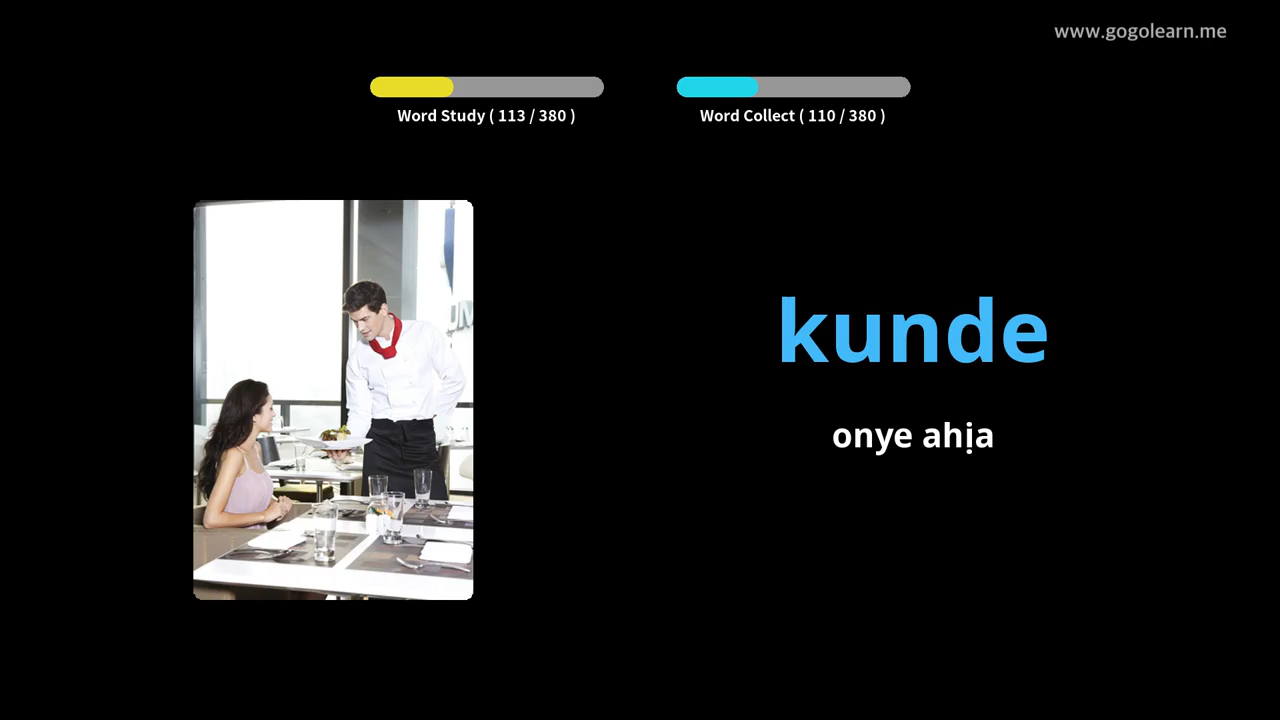 www.gogolearn.me
Word Study ( 113 / 380 )
Word Collect ( 110 / 380 )
kunde
onye ahịa